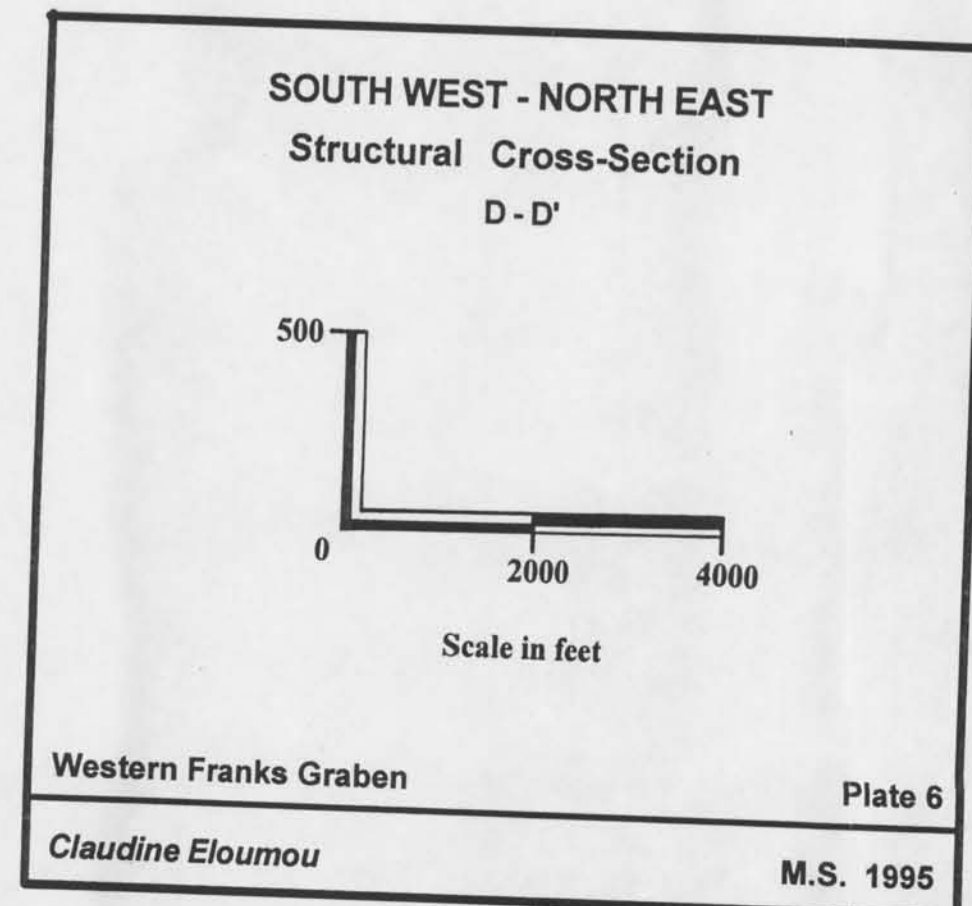 SOUTH WEST - NORTH EAST
Structural Cross-Section
D - D'
500
0
2000
4000
Scale in feet
Western Franks Graben
Plate 6
Claudine Eloumou
M.S. 1995